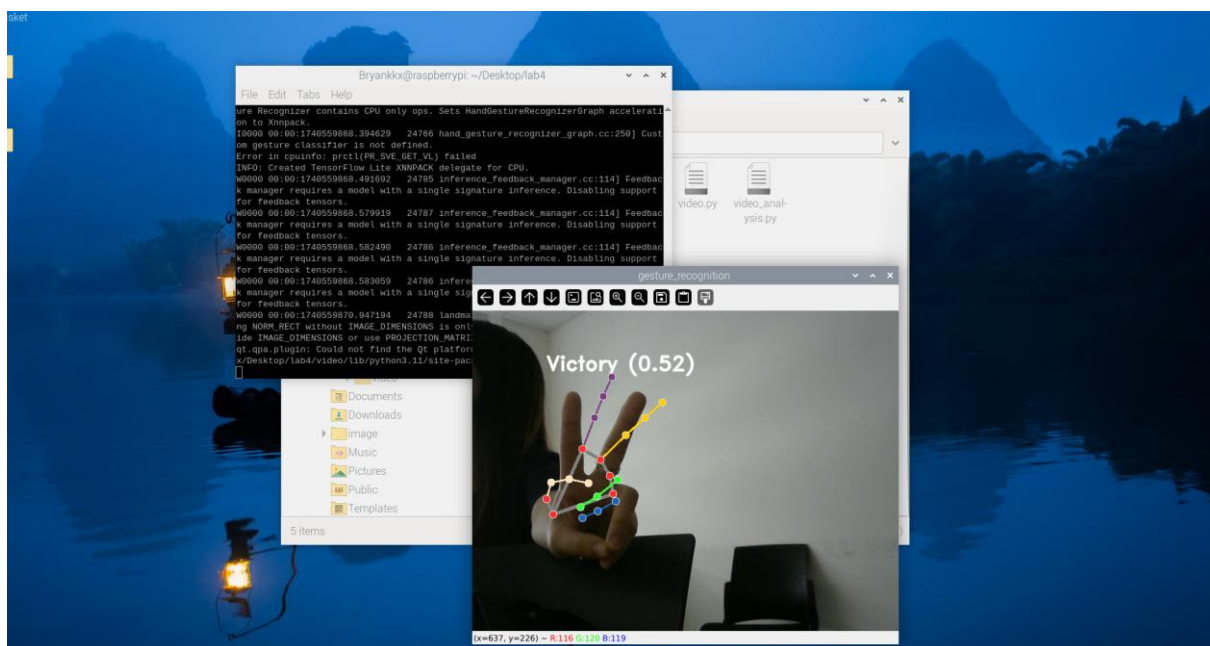 sket
Bryankkx@raspberrypi: ~/Desktop/lab4
File Edit Tabs Help
ure Recognizer contains CPU only ops. Sets HandGestureRecognizerGraph accelerati
on to Xnnpack.
I0000 00:00:1740559868.394629 24766 hand_gesture_recognizer_graph.cc:250] Cust
om gesture classifier is not defined.
Error in cpuinfo: prctl(PR_SVE_GET_VL) failed
INFO: Created TensorFlow Lite XNNPACK delegate for CPU.
W0000 00:00:1740559868.491692 24785 inference_feedback_manager.cc:114] Feedbac
k manager requires a model with a single signature inference. Disabling support
for feedback tensors.
W0000 00:00:1740559868.579919 24787 inference_feedback_manager.cc:114] Feedbac
k manager requires a model with a single signature inference. Disabling support
for feedback tensors.
W0000 00:00:1740559868.582490 24786 inference_feedback_manager.cc:114] Feedbac
k manager requires a model with a single signature inference. Disabling support
for feedback tensors.
W0000 00:00:1740559868.583059 24786 infere
k manager requires a model with a single sig
for feedback tensors.
W0000 00:00:1740559870.947194 24788 landma
ng NORM_RECT without IMAGE_DIMENSIONS is onl
ide IMAGE_DIMENSIONS or use PROJECTION_MATRI
qt.qpa.plugin: Could not find the Qt platfor
x/Desktop/lab4/video/lib/python3.11/site-pac
video.py
video_anal-
ysis.py
video
Documents
Downloads
image
Music
Pictures
Public
Templates
5 items
gesture_recognition
Victory (0.52)
(x=637, y=226) ~ R:116 G:120 B:119